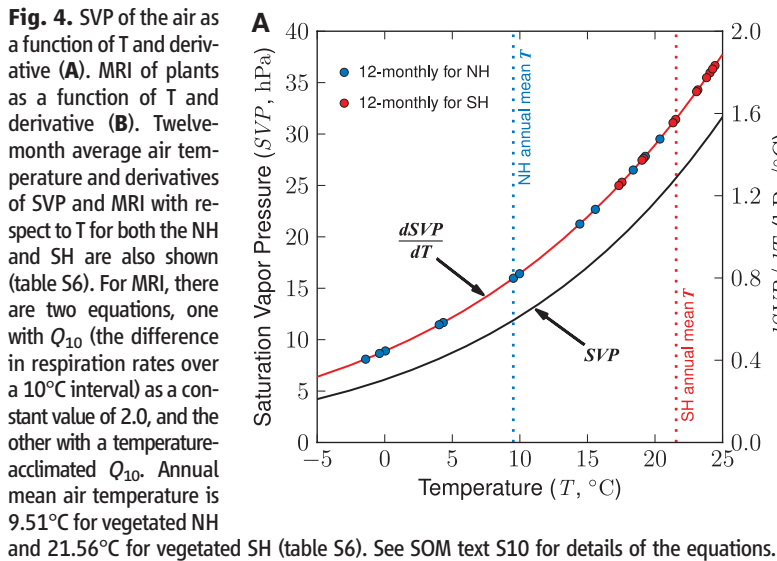 Fig. 4. SVP of the air as
a function of T and deriv-
ative (A). MRI of plants
as a function of T and
derivative (B). Twelve-
month average air tem-
perature and derivatives
of SVP and MRI with re-
spect to T for both the NH
and SH are also shown
(table S6). For MRI, there
are two equations, one
with Q10 (the difference
in respiration rates over
a 10°C interval) as a con-
stant value of 2.0, and the
other with a temperature-
acclimated Q10. Annual
mean air temperature is
9.51°C for vegetated NH
and 21.56°C for vegetated SH (table S6). See SOM text S10 for details of the equations.
A
Saturation Vapor Pressure (SVP, hPa)
40
35
30
25
20
15
10
5
0
12-monthly for NH
12-monthly for SH
NH annual mean T
SH annual mean T
dSVP
dT
SVP
2.0
1.6
1.2
0.8
0.4
0.0
−5 0 5 10 15 20 25
Temperature (T, °C)